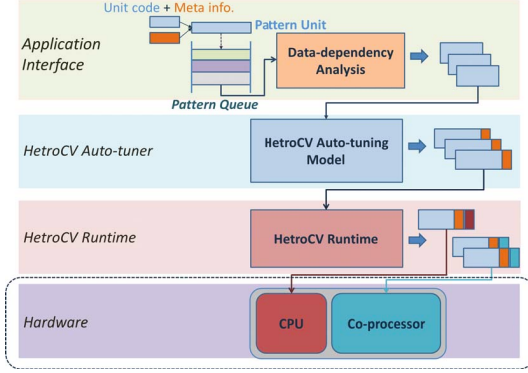 Unit code + Meta info.
Pattern Unit
Application
Interface
Data-dependency
Analysis
Pattern Queue
HetroCV Auto-tuner
HetroCV Auto-tuning
Model
HetroCV Runtime
HetroCV Runtime
Hardware
CPU
Co-processor